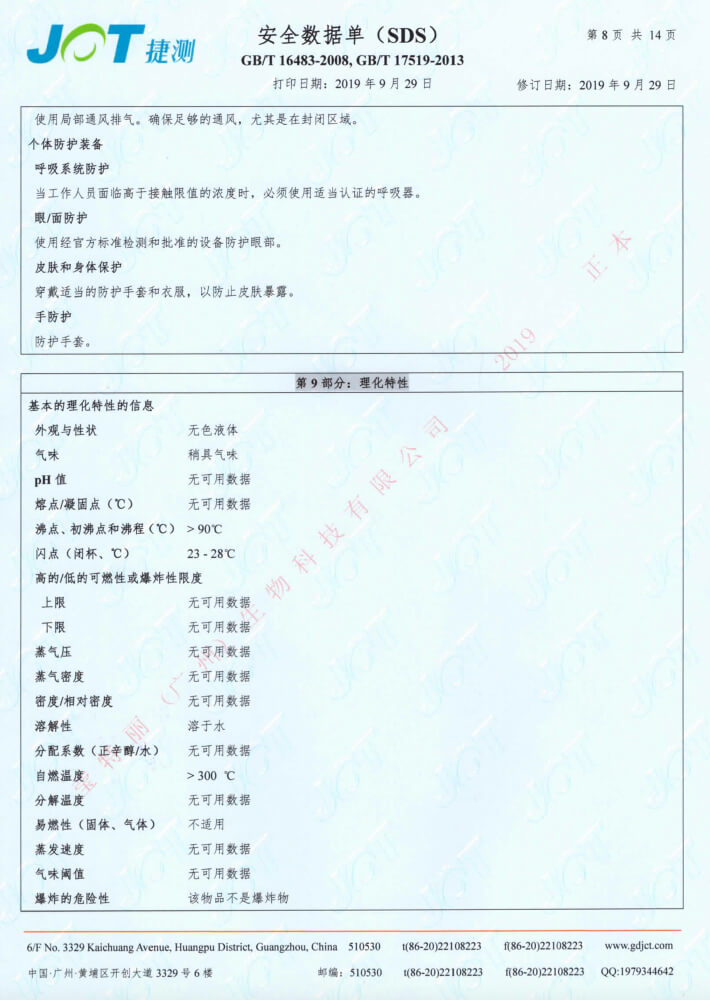 JCT 捷测
安全数据单（SDS）
第 8 页 共 14 页
GB/T 16483-2008, GB/T 17519-2013
打印日期：2019 年 9 月 29 日
修订日期：2019 年 9 月 29 日
使用局部通风排气。确保足够的通风，尤其是在封闭区域。
个体防护装备
呼吸系统防护
当工作人员面临高于接触限值的浓度时，必须使用适当认证的呼吸器。
眼/面防护
使用经官方标准检测和批准的设备防护眼部。
皮肤和身体保护
穿戴适当的防护手套和衣服，以防止皮肤暴露。
手防护
防护手套。
第 9 部分：理化特性
基本的理化特性的信息
外观与性状 无色液体
气味 稍具气味
pH 值 无可用数据
熔点/凝固点（℃） 无可用数据
沸点、初沸点和沸程（℃） > 90℃
闪点（闭杯、℃） 23 - 28℃
高的/低的可燃性或爆炸性限度
上限 无可用数据
下限 无可用数据
蒸气压 无可用数据
蒸气密度 无可用数据
密度/相对密度 无可用数据
溶解性 溶于水
分配系数（正辛醇/水） 无可用数据
自燃温度 > 300 ℃
分解温度 无可用数据
易燃性（固体、气体） 不适用
蒸发速度 无可用数据
气味阈值 无可用数据
爆炸的危险性 该物品不是爆炸物
（广州）生物科技有限公司 2019 正本
6/F No. 3329 Kaichuang Avenue, Huangpu District, Guangzhou, China 510530 t(86-20)22108223 f(86-20)22108223 www.gdjct.com
中国·广州·黄埔区开创大道 3329 号 6 楼 邮编：510530 t(86-20)22108223 f(86-20)22108223 QQ:1979344642